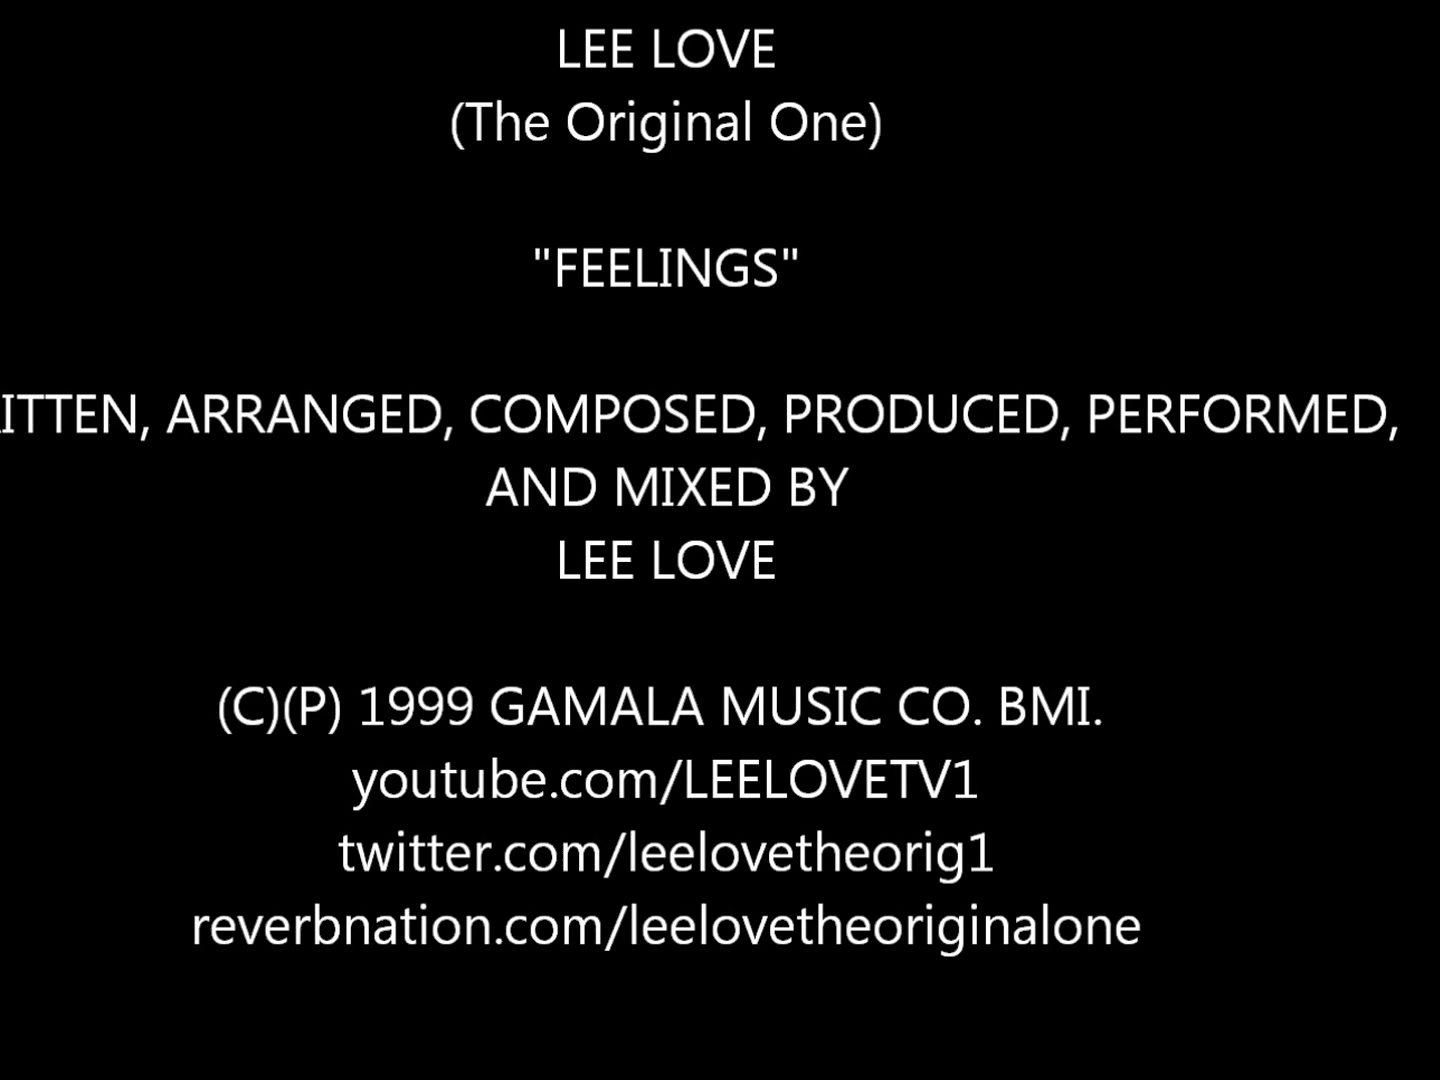 LEE LOVE
(The Original One)
"FEELINGS"
ITTEN, ARRANGED, COMPOSED, PRODUCED, PERFORMED,
AND MIXED BY
LEE LOVE
(C)(P) 1999 GAMALA MUSIC CO. BMI.
youtube.com/LEELOVETV1
twitter.com/leelovetheorig1
reverbnation.com/leelovetheoriginalone